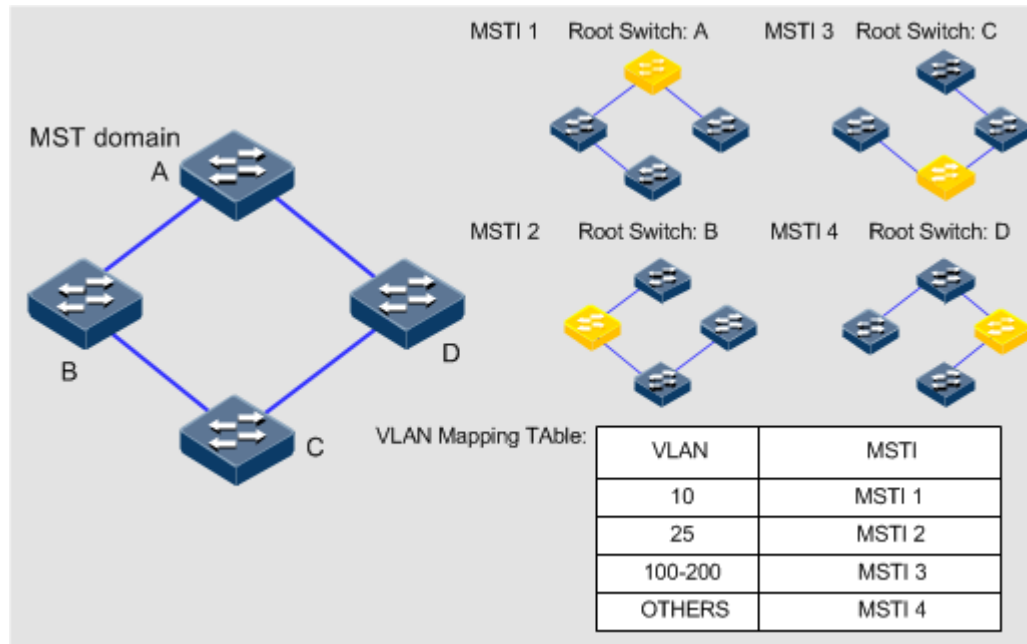 MST domain
A
B
D
C
MSTI 1 Root Switch: A
MSTI 3 Root Switch: C
MSTI 2 Root Switch: B
MSTI 4 Root Switch: D
VLAN Mapping TAble:
VLAN MSTI
10 MSTI 1
25 MSTI 2
100-200 MSTI 3
OTHERS MSTI 4